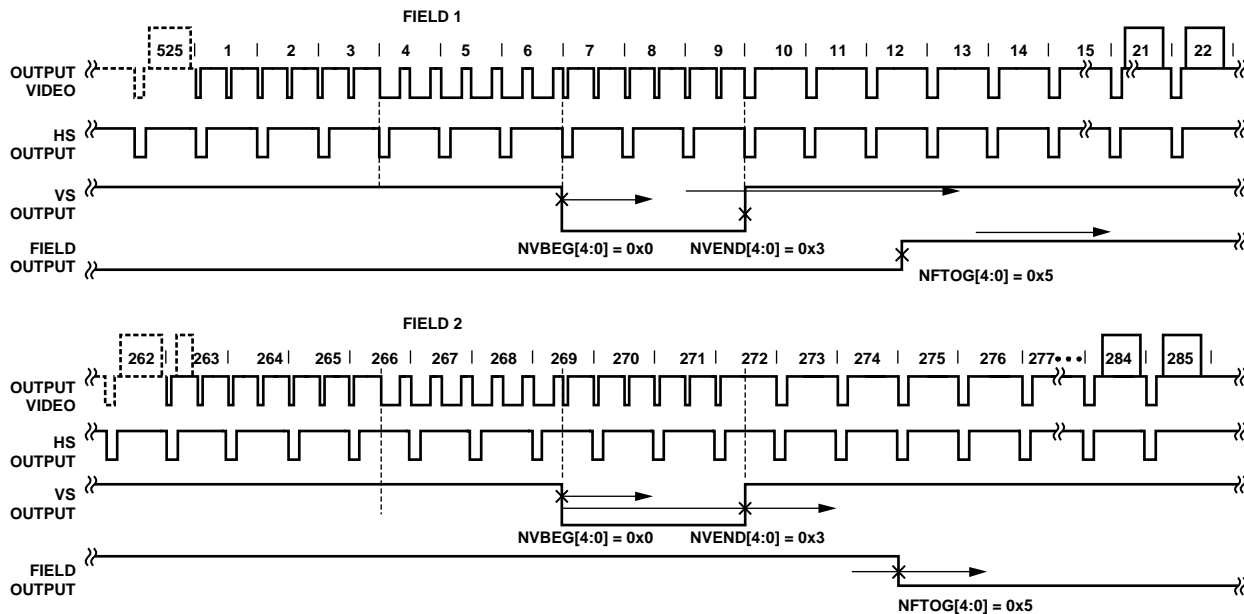 FIELD 1
525 1 2 3 4 5 6 7 8 9 10 11 12 13 14 15 21 22
OUTPUT
VIDEO
HS
OUTPUT
VS
OUTPUT
NVBEG[4:0] = 0x0 NVEND[4:0] = 0x3
FIELD
OUTPUT
NFTOG[4:0] = 0x5
FIELD 2
262 263 264 265 266 267 268 269 270 271 272 273 274 275 276 277 284 285
OUTPUT
VIDEO
HS
OUTPUT
VS
OUTPUT
NVBEG[4:0] = 0x0 NVEND[4:0] = 0x3
FIELD
OUTPUT
NFTOG[4:0] = 0x5